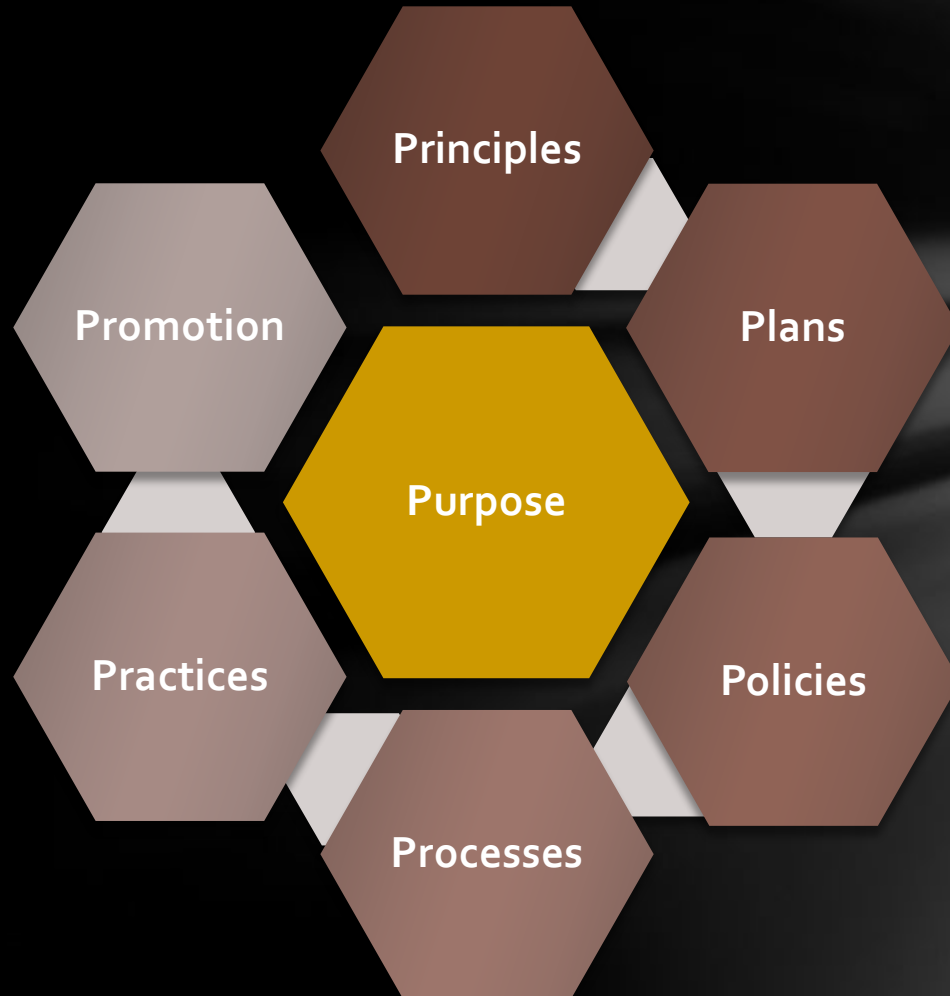 Principles
Promotion
Plans
Purpose
Practices
Policies
Processes